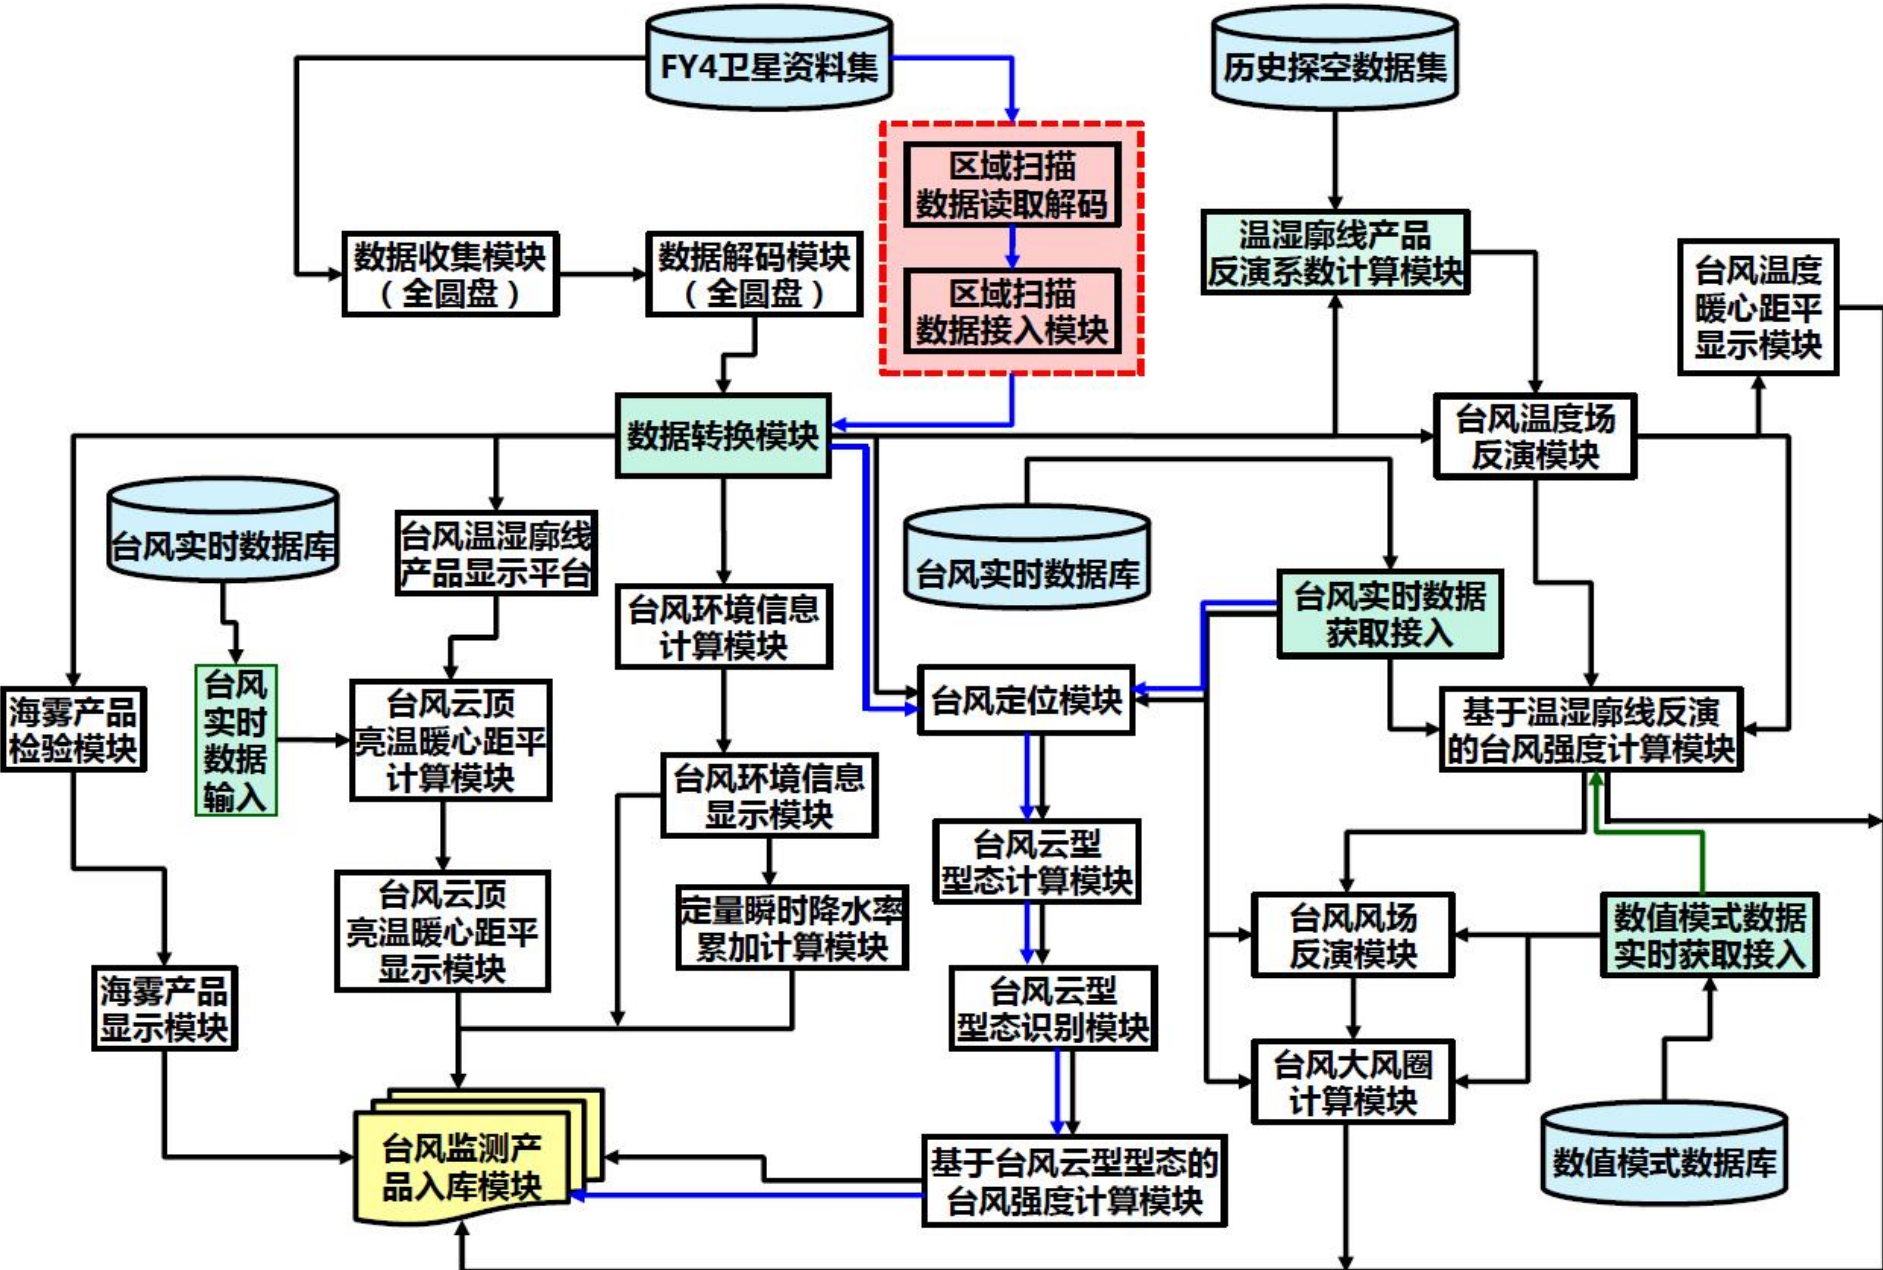 FY4卫星资料集
历史探空数据集
区域扫描
数据读取解码
数据收集模块
（全圆盘）
数据解码模块
（全圆盘）
区域扫描
数据接入模块
温湿廓线产品
反演系数计算模块
台风温度
暖心距平
显示模块
数据转换模块
台风温度场
反演模块
台风实时数据库
台风温湿廓线
产品显示平台
台风实时数据库
台风环境信息
计算模块
台风实时数据
获取接入
海雾产品
检验模块
台风
实时
数据
输入
台风云顶
亮温暖心距平
计算模块
台风定位模块
基于温湿廓线反演
的台风强度计算模块
台风环境信息
显示模块
台风云型
型态计算模块
台风云顶
亮温暖心距平
显示模块
定量瞬时降水率
累加计算模块
台风风场
反演模块
数值模式数据
实时获取接入
海雾产品
显示模块
台风云型
型态识别模块
台风大风圈
计算模块
台风监测产
品入库模块
基于台风云型型态的
台风强度计算模块
数值模式数据库